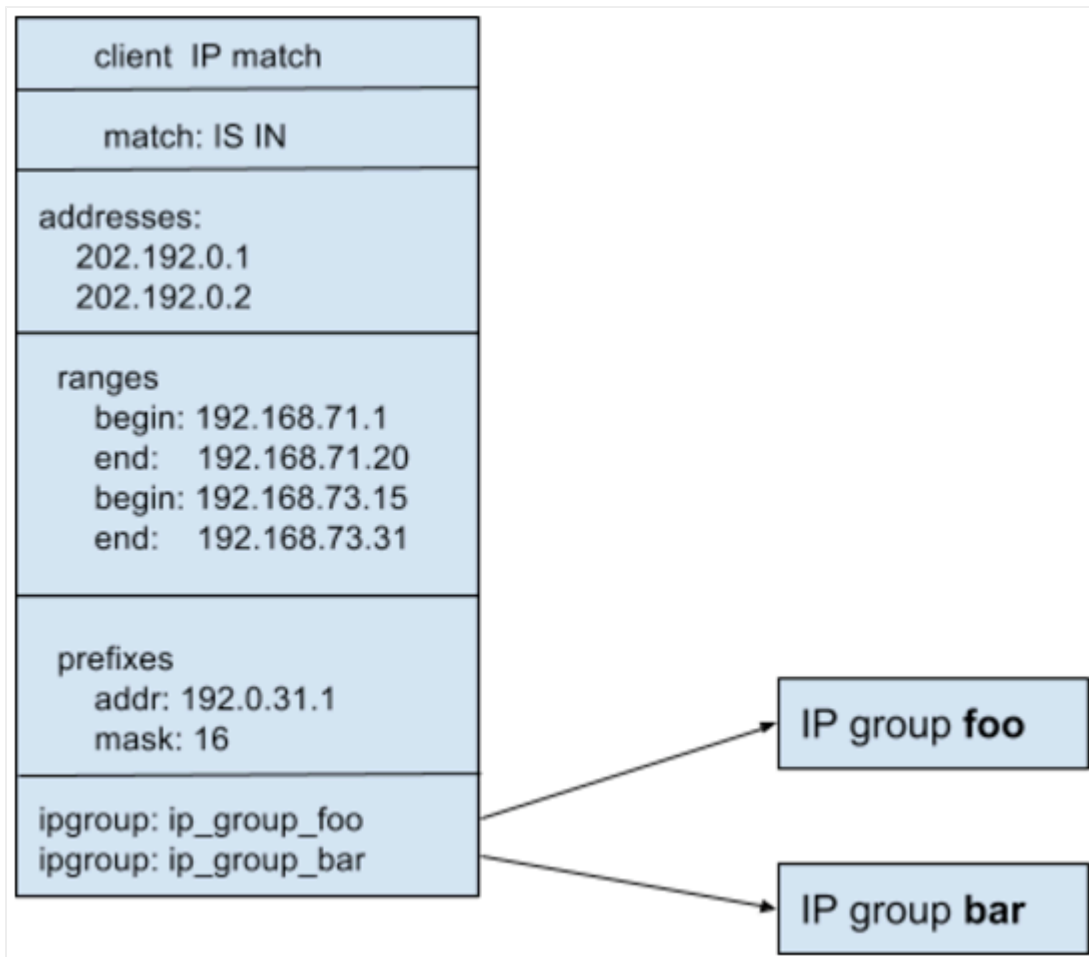 client IP match
match: IS IN
addresses:
202.192.0.1
202.192.0.2
ranges
begin: 192.168.71.1
end: 192.168.71.20
begin: 192.168.73.15
end: 192.168.73.31
prefixes
addr: 192.0.31.1
mask: 16
ipgroup: ip_group_foo
ipgroup: ip_group_bar
IP group foo
IP group bar